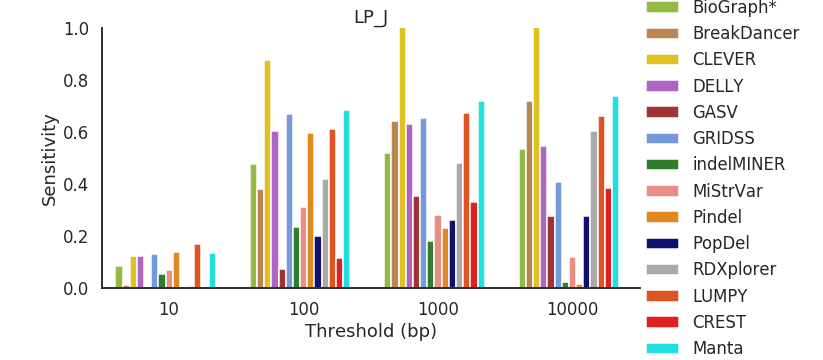 LP_J
1.0
0.8
0.6
0.4
0.2
0.0
Sensitivity
10
100
1000
10000
Threshold (bp)
BioGraph*
BreakDancer
CLEVER
DELLY
GASV
GRIDSS
indelMINER
MiStrVar
Pindel
PopDel
RDXplorer
LUMPY
CREST
Manta